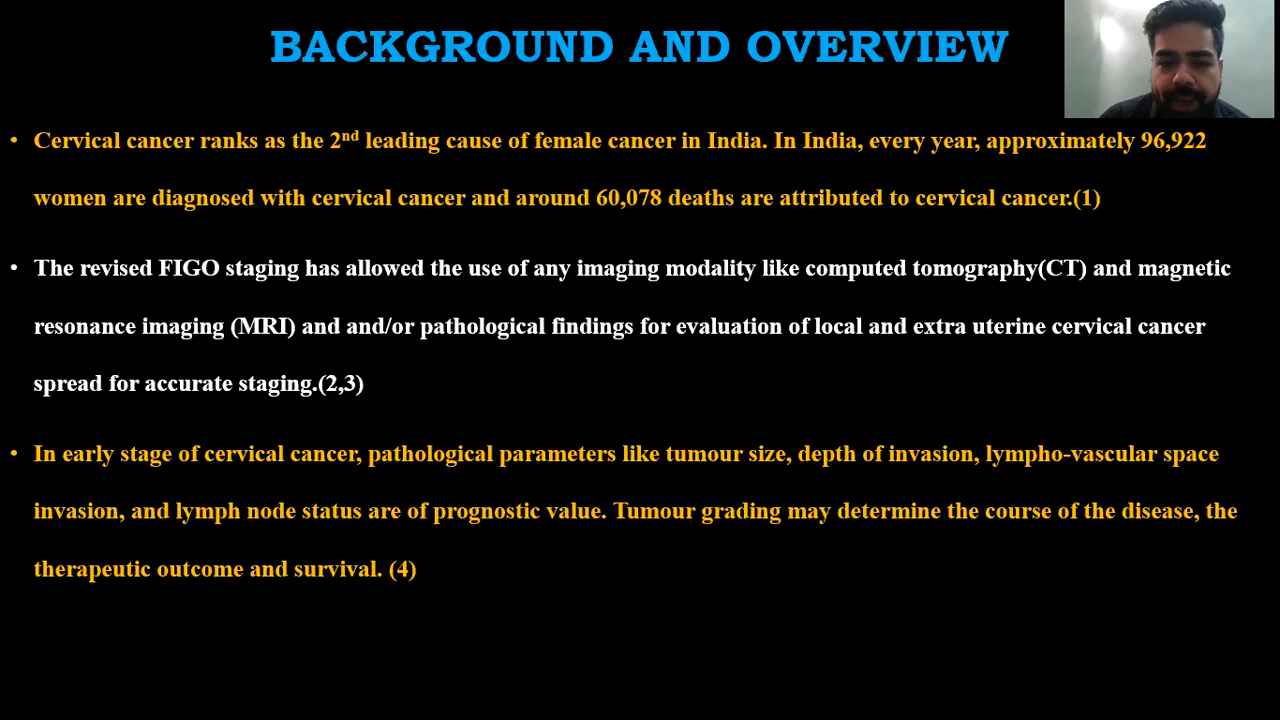 BACKGROUND AND OVERVIEW
• Cervical cancer ranks as the 2nd leading cause of female cancer in India. In India, every year, approximately 96,922
women are diagnosed with cervical cancer and around 60,078 deaths are attributed to cervical cancer.(1)
• The revised FIGO staging has allowed the use of any imaging modality like computed tomography(CT) and magnetic
resonance imaging (MRI) and and/or pathological findings for evaluation of local and extra uterine cervical cancer
spread for accurate staging.(2,3)
• In early stage of cervical cancer, pathological parameters like tumour size, depth of invasion, lympho-vascular space
invasion, and lymph node status are of prognostic value. Tumour grading may determine the course of the disease, the
therapeutic outcome and survival. (4)